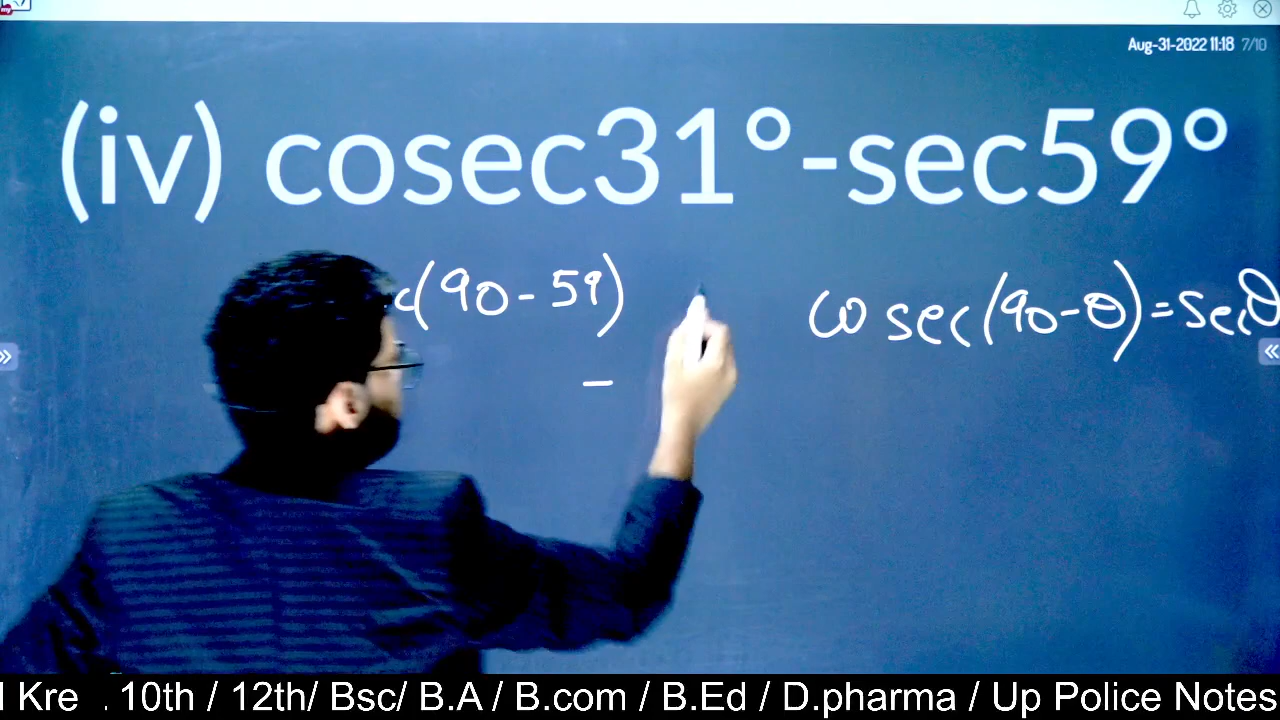 Aug-31-2022 11:18 7/10
(iv) cosec31°-sec59°
c(90-59) cosec(90-θ)=secθ
-
l Kre . 10th / 12th/ Bsc/ B.A / B.com / B.Ed / D.pharma / Up Police Notes